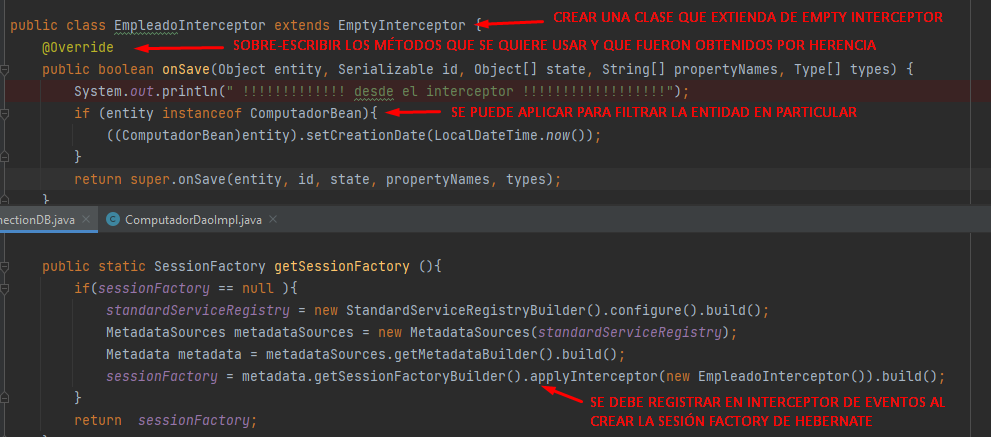 public class EmpleadoInterceptor extends EmptyInterceptor { CREAR UNA CLASE QUE EXTIENDA DE EMPTY INTERCEPTOR
@Override SOBRE-ESCRIBIR LOS MÉTODOS QUE SE QUIERE USAR Y QUE FUERON OBTENIDOS POR HERENCIA
public boolean onSave(Object entity, Serializable id, Object[] state, String[] propertyNames, Type[] types) {
System.out.println(" !!!!!!!!!!!!! desde el interceptor !!!!!!!!!!!!!!!!!!");
if (entity instanceof ComputadorBean){ SE PUEDE APLICAR PARA FILTRAR LA ENTIDAD EN PARTICULAR
((ComputadorBean)entity).setCreationDate(LocalDateTime.now());
}
return super.onSave(entity, id, state, propertyNames, types);
}
nectionDB.java × ComputadorDaoImpl.java ×
public static SessionFactory getSessionFactory (){
if(sessionFactory == null ){
standardServiceRegistry = new StandardServiceRegistryBuilder().configure().build();
MetadataSources metadataSources = new MetadataSources(standardServiceRegistry);
Metadata metadata = metadataSources.getMetadataBuilder().build();
sessionFactory = metadata.getSessionFactoryBuilder().applyInterceptor(new EmpleadoInterceptor()).build();
}
SE DEBE REGISTRAR EN INTERCEPTOR DE EVENTOS AL
return sessionFactory; CREAR LA SESIÓN FACTORY DE HEBERNATE